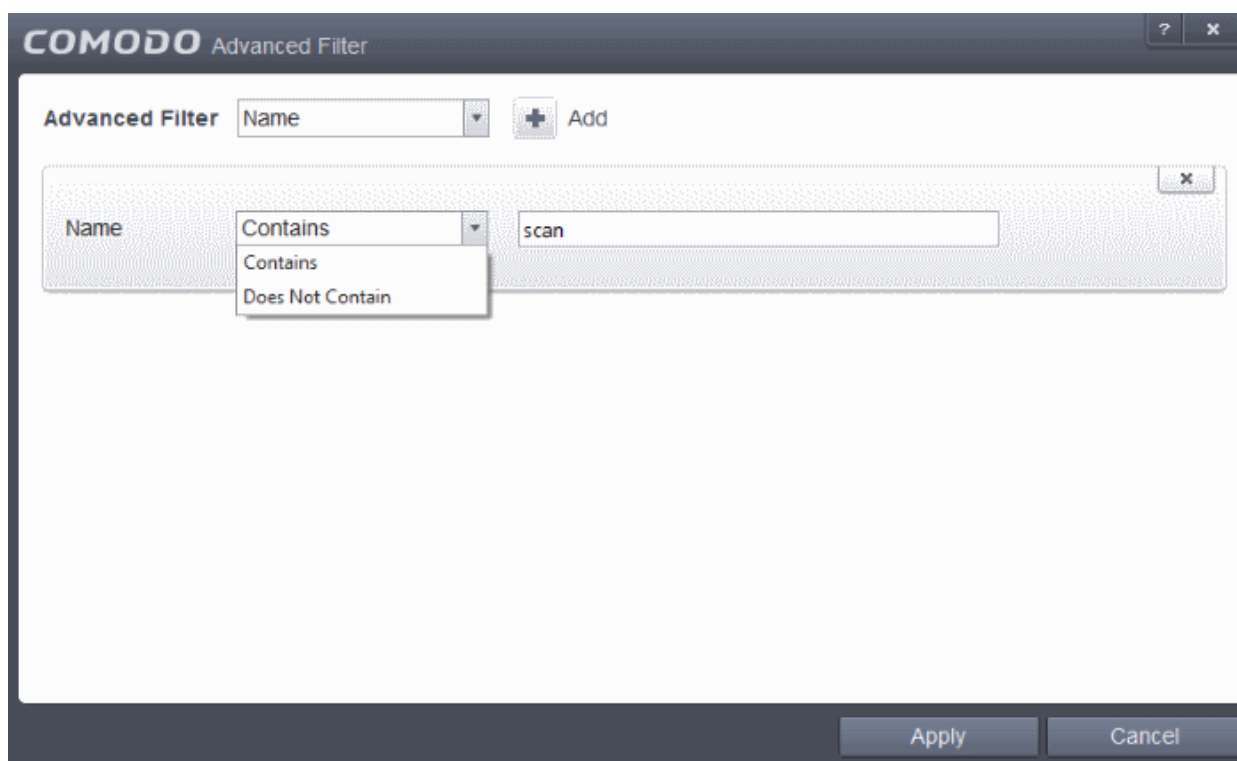 COMODO Advanced Filter ? x
Advanced Filter Name + Add
x
Name Contains scan
Contains
Does Not Contain
Apply Cancel